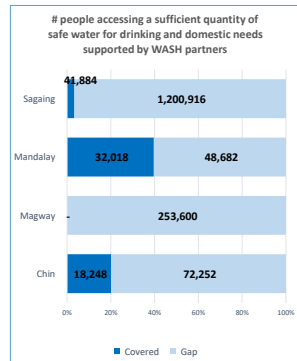 # people accessing a sufficient quantity of
safe water for drinking and domestic needs
supported by WASH partners
41,884
Sagaing 1,200,916
Mandalay 32,018 48,682
Magway - 253,600
Chin 18,248 72,252
0% 20% 40% 60% 80% 100%
Covered Gap